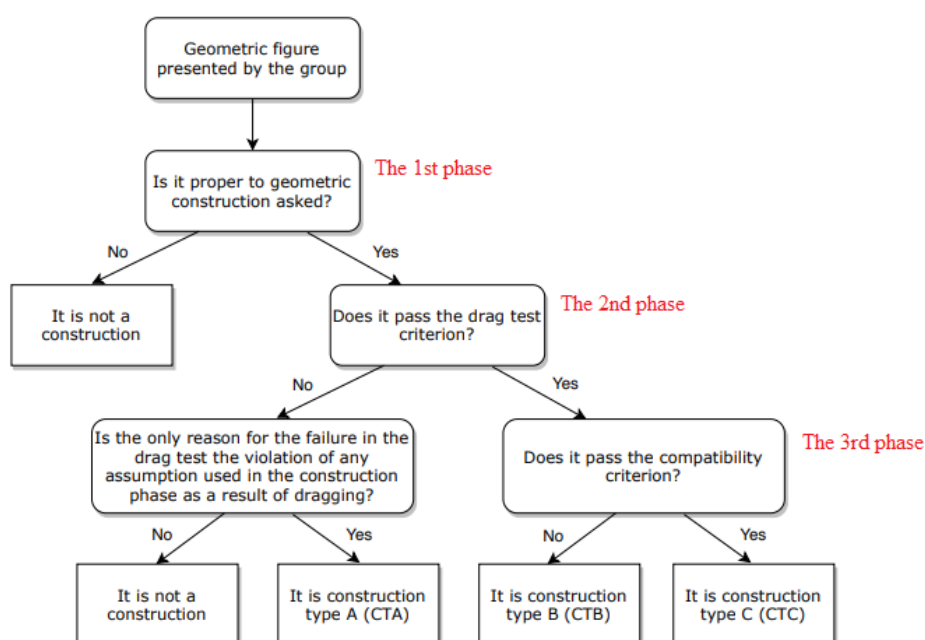 Geometric figure
presented by the group
The 1st phase
Is it proper to geometric
construction asked?
No
Yes
It is not a
construction
The 2nd phase
Does it pass the drag test
criterion?
No
Yes
Is the only reason for the failure in the
drag test the violation of any
assumption used in the construction
phase as a result of dragging?
The 3rd phase
Does it pass the compatibility
criterion?
No
Yes
No
Yes
It is not a
construction
It is construction
type A (CTA)
It is construction
type B (CTB)
It is construction
type C (CTC)